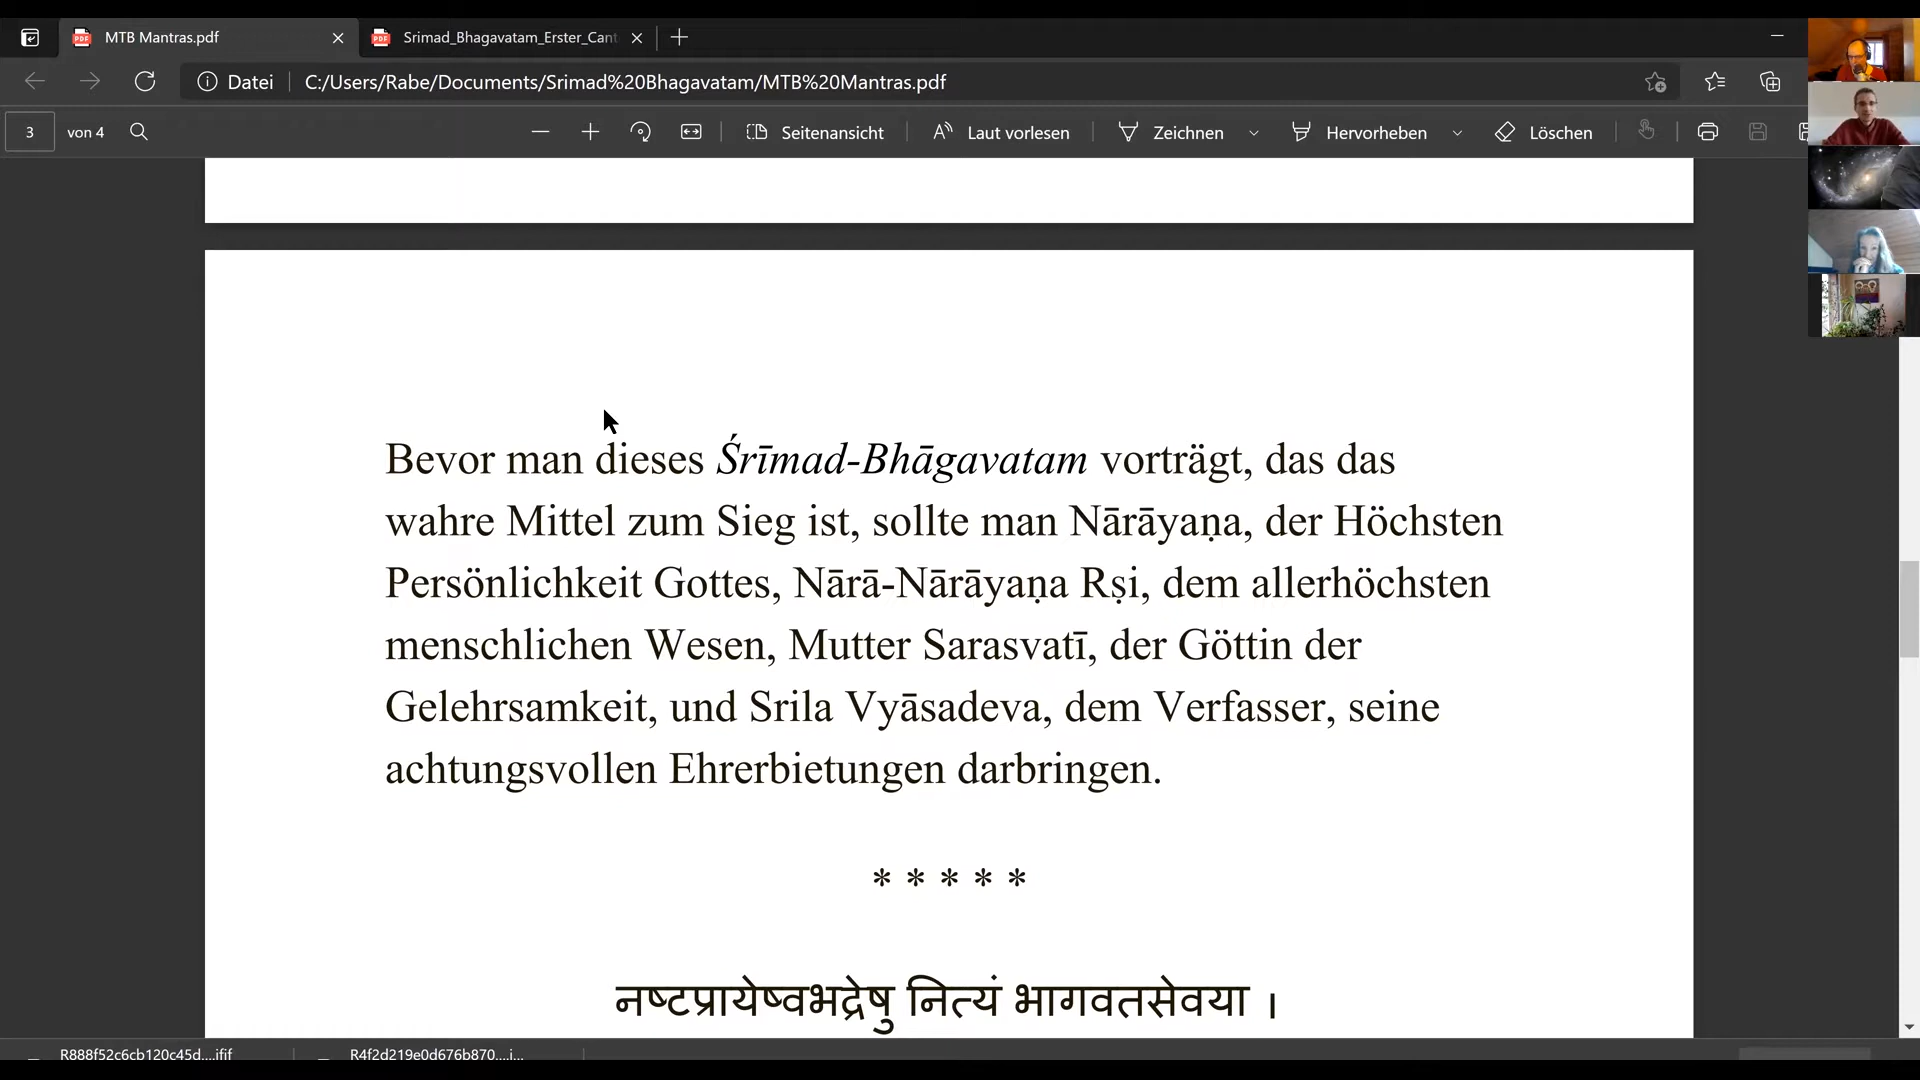 MTB Mantras.pdf
Srimad_Bhagavatam_Erster_Cant
Datei
C:/Users/Rabe/Documents/Srimad%20Bhagavatam/MTB%20Mantras.pdf
3 von 4
Seitenansicht
Laut vorlesen
Zeichnen
Hervorheben
Löschen
Bevor man dieses Śrīmad-Bhāgavatam vorträgt, das das
wahre Mittel zum Sieg ist, sollte man Nārāyaṇa, der Höchsten
Persönlichkeit Gottes, Nārā-Nārāyaṇa Rṣi, dem allerhöchsten
menschlichen Wesen, Mutter Sarasvatī, der Göttin der
Gelehrsamkeit, und Srila Vyāsadeva, dem Verfasser, seine
achtungsvollen Ehrerbietungen darbringen.
* * * * *
नष्टप्रायेष्वभद्रेषु नित्यं भागवतसेवया ।
R888f52c6cb120c45d....jfif
R4f2d219e0d676b870....j...